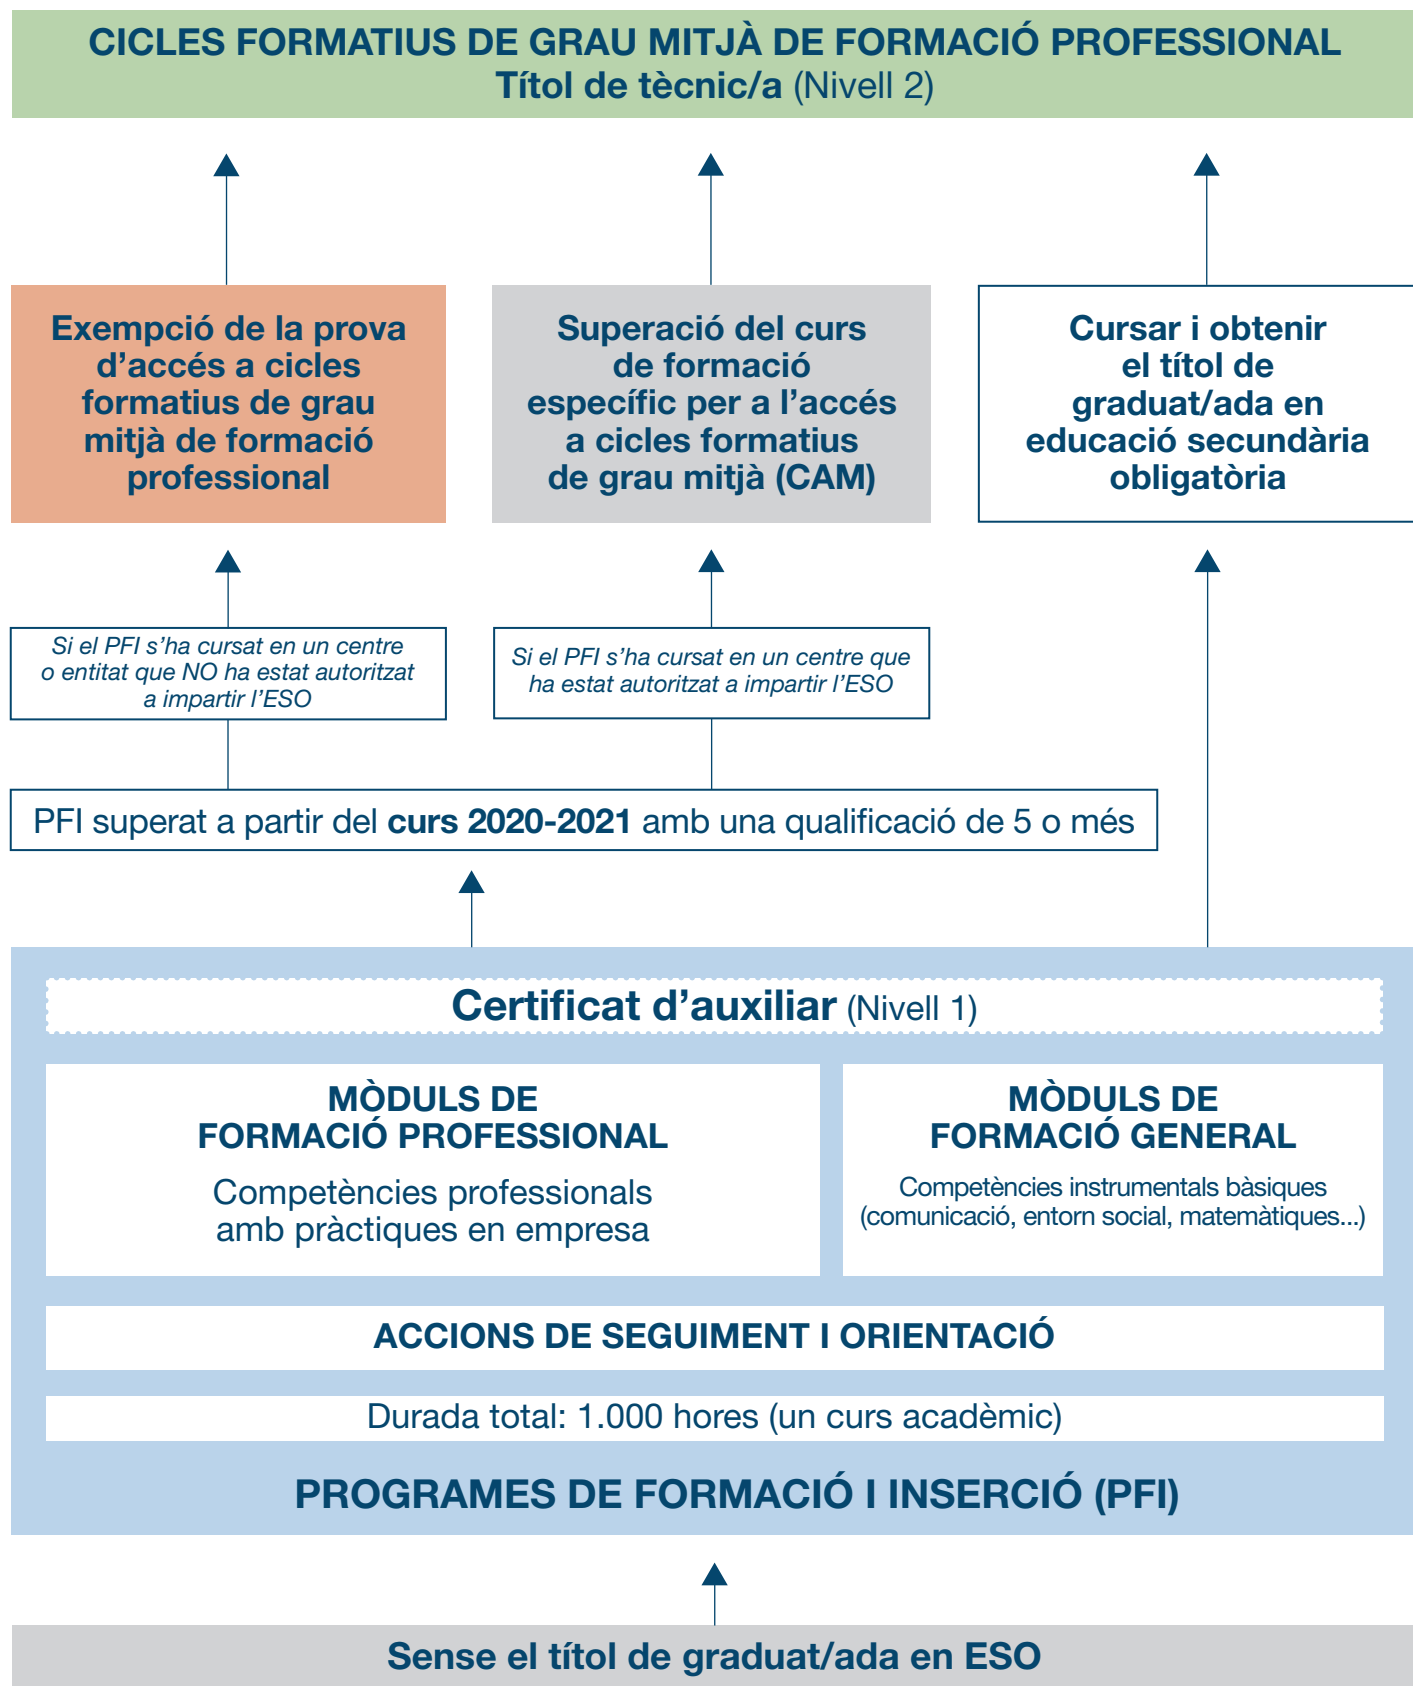 CICLES FORMATIUS DE GRAU MITJÀ DE FORMACIÓ PROFESSIONAL
Títol de tècnic/a (Nivell 2)
Exempció de la prova
d’accés a cicles
formatius de grau
mitjà de formació
professional
Superació del curs
de formació
específic per a l’accés
a cicles formatius
de grau mitjà (CAM)
Cursar i obtenir
el títol de
graduat/ada en
educació secundària
obligatòria
Si el PFI s’ha cursat en un centre
o entitat que NO ha estat autoritzat
a impartir l’ESO
Si el PFI s’ha cursat en un centre que
ha estat autoritzat a impartir l’ESO
PFI superat a partir del curs 2020-2021 amb una qualificació de 5 o més
Certificat d’auxiliar (Nivell 1)
MÒDULS DE
FORMACIÓ PROFESSIONAL
Competències professionals
amb pràctiques en empresa
MÒDULS DE
FORMACIÓ GENERAL
Competències instrumentals bàsiques
(comunicació, entorn social, matemàtiques...)
ACCIONS DE SEGUIMENT I ORIENTACIÓ
Durada total: 1.000 hores (un curs acadèmic)
PROGRAMES DE FORMACIÓ I INSERCIÓ (PFI)
Sense el títol de graduat/ada en ESO